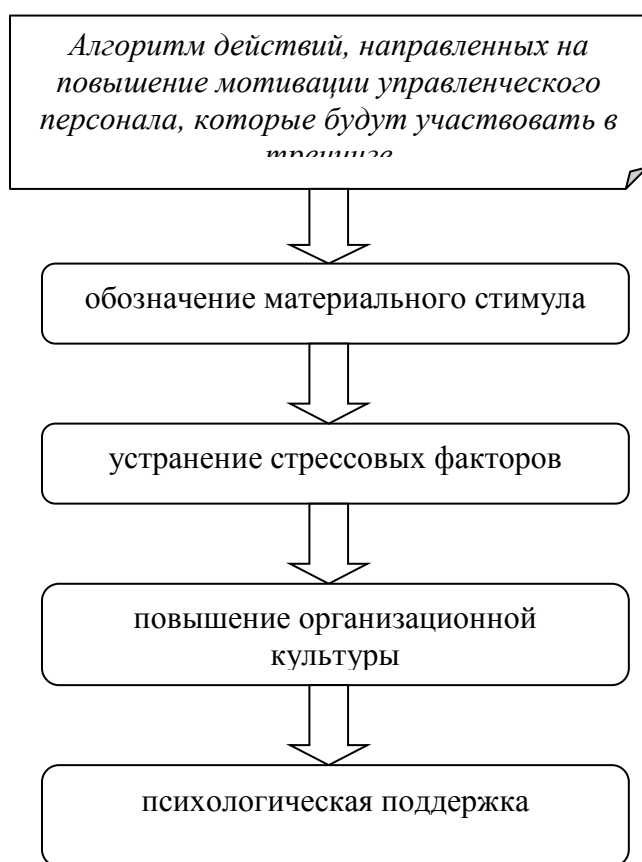 Алгоритм действий, направленных на
повышение мотивации управленческого
персонала, которые будут участвовать в
тренинге
обозначение материального стимула
устранение стрессовых факторов
повышение организационной
культуры
психологическая поддержка